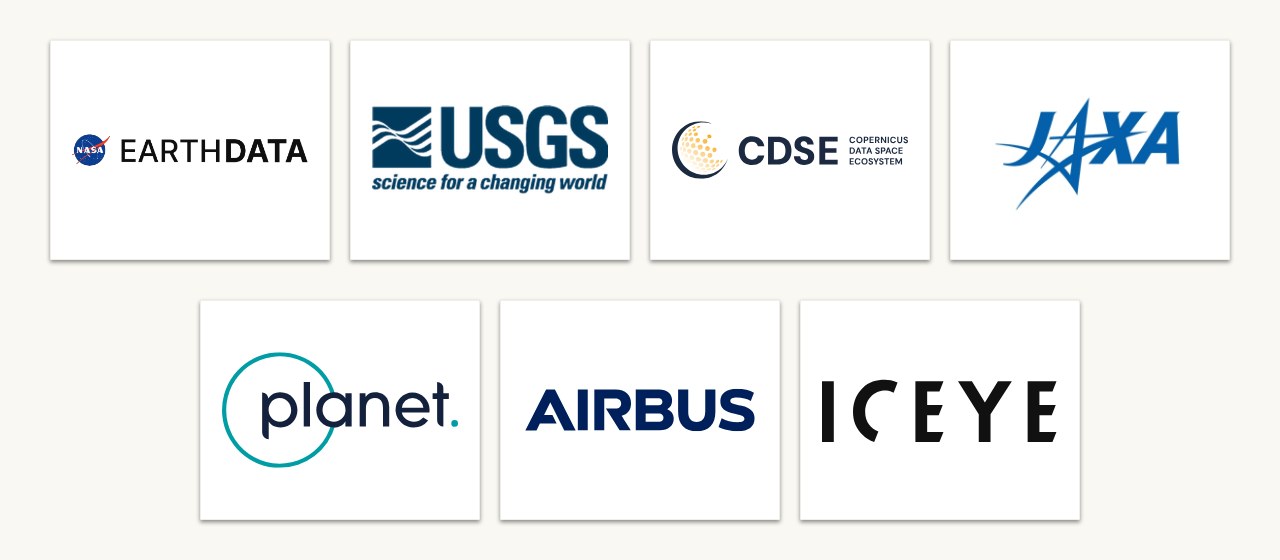 NASA EARTHDATA
USGS
science for a changing world
CDSE
COPERNICUS
DATA SPACE
ECOSYSTEM
JAXA
planet.
AIRBUS
ICEYE